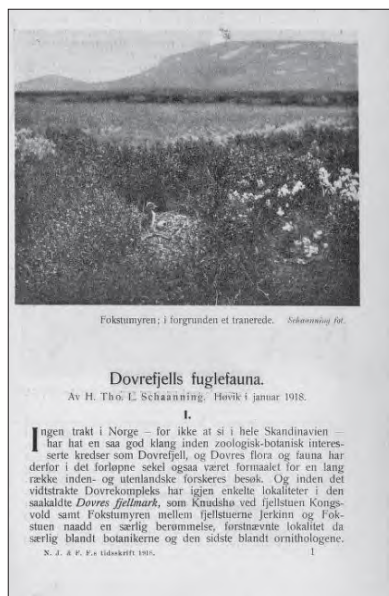 Fokstumyren; i forgrunden et tranerede. Schaanning fot.
Dovrefjells fuglefauna.
Av H. Tho. L. Schaanning. Høvik i januar 1918.
I.
Ingen trakt i Norge – for ikke at si i hele Skandinavien –
har hat en saa god klang inden zoologisk-botanisk interes-
serte kredser som Dovrefjell, og Dovres flora og fauna har
derfor i det forløpne sekel ogsaa været formaalet for en lang
række inden- og utenlandske forskeres besøk. Og inden det
vidtstrakte Dovrekompleks har igjen enkelte lokaliteter i den
saakaldte Dovres fjellmark, som Knudshø ved fjellstuen Kongs-
vold samt Fokstumyren mellem fjellstuerne Jerkinn og Fok-
stuen naadd en særlig berømmelse, førstnævnte lokalitet da
særlig blandt botanikerne og den sidste blandt ornithologene.
N. J. & F. F.s tidsskrift 1918. 1